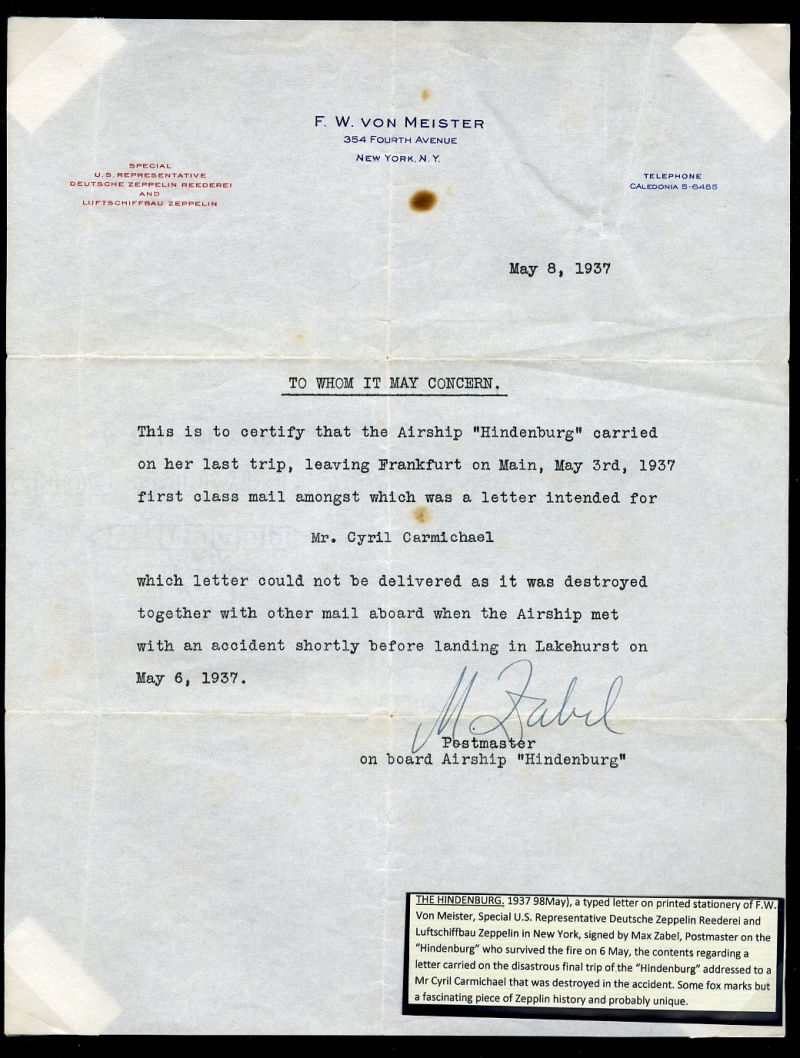 F. W. VON MEISTER
354 FOURTH AVENUE
NEW YORK, N. Y.
SPECIAL
U. S. REPRESENTATIVE
DEUTSCHE ZEPPELIN REEDEREI
AND
LUFTSCHIFFBAU ZEPPELIN
TELEPHONE
CALEDONIA 5-6485
May 8, 1937
TO WHOM IT MAY CONCERN.
This is to certify that the Airship "Hindenburg" carried
on her last trip, leaving Frankfurt on Main, May 3rd, 1937
first class mail amongst which was a letter intended for
Mr. Cyril Carmichael
which letter could not be delivered as it was destroyed
together with other mail aboard when the Airship met
with an accident shortly before landing in Lakehurst on
May 6, 1937.
M. Zabel
Postmaster
on board Airship "Hindenburg"
THE HINDENBURG. 1937 98May), a typed letter on printed stationery of F.W.
Von Meister, Special U.S. Representative Deutsche Zeppelin Reederei and
Luftschiffbau Zeppelin in New York, signed by Max Zabel, Postmaster on the
“Hindenburg” who survived the fire on 6 May, the contents regarding a
letter carried on the disastrous final trip of the “Hindenburg” addressed to a
Mr Cyril Carmichael that was destroyed in the accident. Some fox marks but
a fascinating piece of Zepplin history and probably unique.